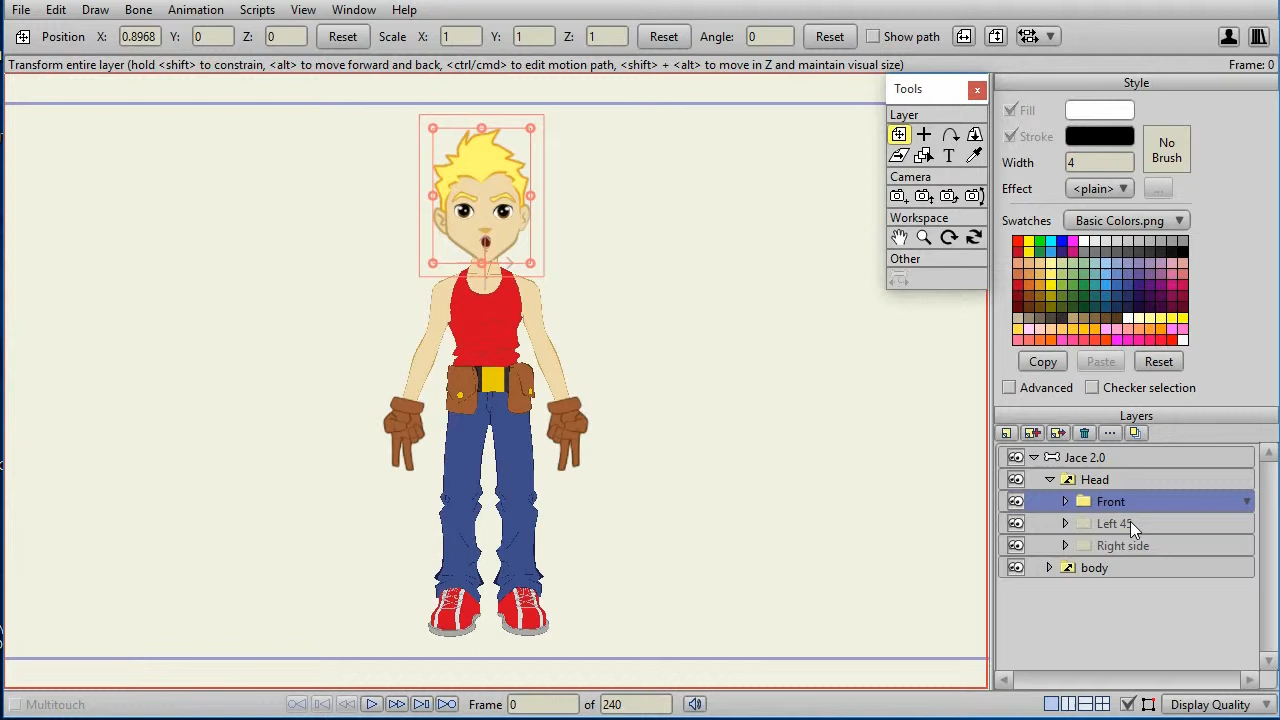 File Edit Draw Bone Animation Scripts View Window Help
Position X: 0.8968 Y: 0 Z: 0 Reset Scale X: 1 Y: 1 Z: 1 Reset Angle: 0 Reset Show path
Transform entire layer (hold <shift> to constrain, <alt> to move forward and back, <ctrl/cmd> to edit motion path, <shift> + <alt> to move in Z and maintain visual size) Frame: 0
Tools x
Layer
T
Camera
Workspace
Other
Style
Fill
Stroke
No
Brush
Width 4
Effect <plain> ...
Swatches Basic Colors.png
Copy Paste Reset
Advanced Checker selection
Layers
Jace 2.0
Head
Front
Left 45
Right side
body
Multitouch Frame 0 of 240 Display Quality